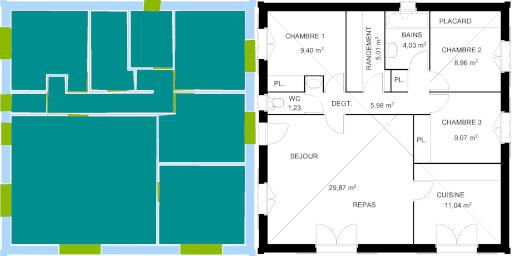 CHAMBRE 1
9.40 m²
RANGEMENT
5,01 m²
BAINS
4,03 m²
PLACARD
CHAMBRE 2
8,96 m²
PL.
PL.
WC
1,23
DEGT.
5,98 m²
CHAMBRE 3
9,07 m²
PL.
SEJOUR
29,87 m²
REPAS
CUISINE
11,04 m²